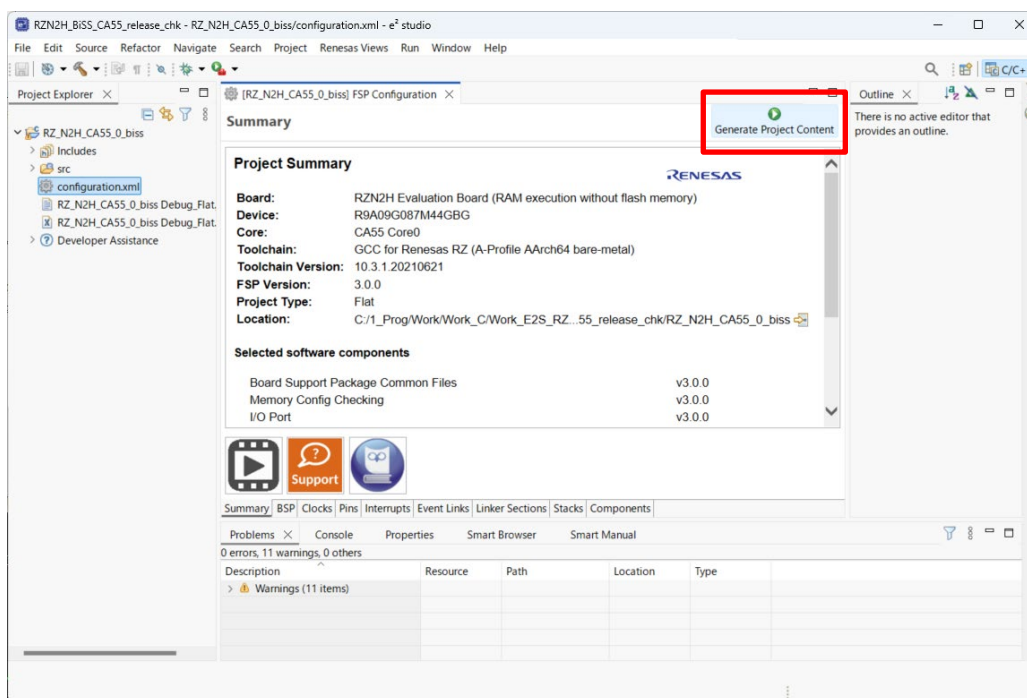 RZN2H_BiSS_CA55_release_chk - RZ_N2H_CA55_0_biss/configuration.xml - e² studio
File Edit Source Refactor Navigate Search Project Renesas Views Run Window Help
C/C+
Project Explorer
[RZ_N2H_CA55_0_biss] FSP Configuration
Outline
RZ_N2H_CA55_0_biss
Includes
src
configuration.xml
RZ_N2H_CA55_0_biss Debug_Flat.
RZ_N2H_CA55_0_biss Debug_Flat.
Developer Assistance
Summary
Generate Project Content
There is no active editor that
provides an outline.
Project Summary
RENESAS
Board: RZN2H Evaluation Board (RAM execution without flash memory)
Device: R9A09G087M44GBG
Core: CA55 Core0
Toolchain: GCC for Renesas RZ (A-Profile AArch64 bare-metal)
Toolchain Version: 10.3.1.20210621
FSP Version: 3.0.0
Project Type: Flat
Location: C:/1_Prog/Work/Work_C/Work_E2S_RZ...55_release_chk/RZ_N2H_CA55_0_biss
Selected software components
Board Support Package Common Files v3.0.0
Memory Config Checking v3.0.0
I/O Port v3.0.0
Support
Summary BSP Clocks Pins Interrupts Event Links Linker Sections Stacks Components
Problems Console Properties Smart Browser Smart Manual
0 errors, 11 warnings, 0 others
Description Resource Path Location Type
Warnings (11 items)